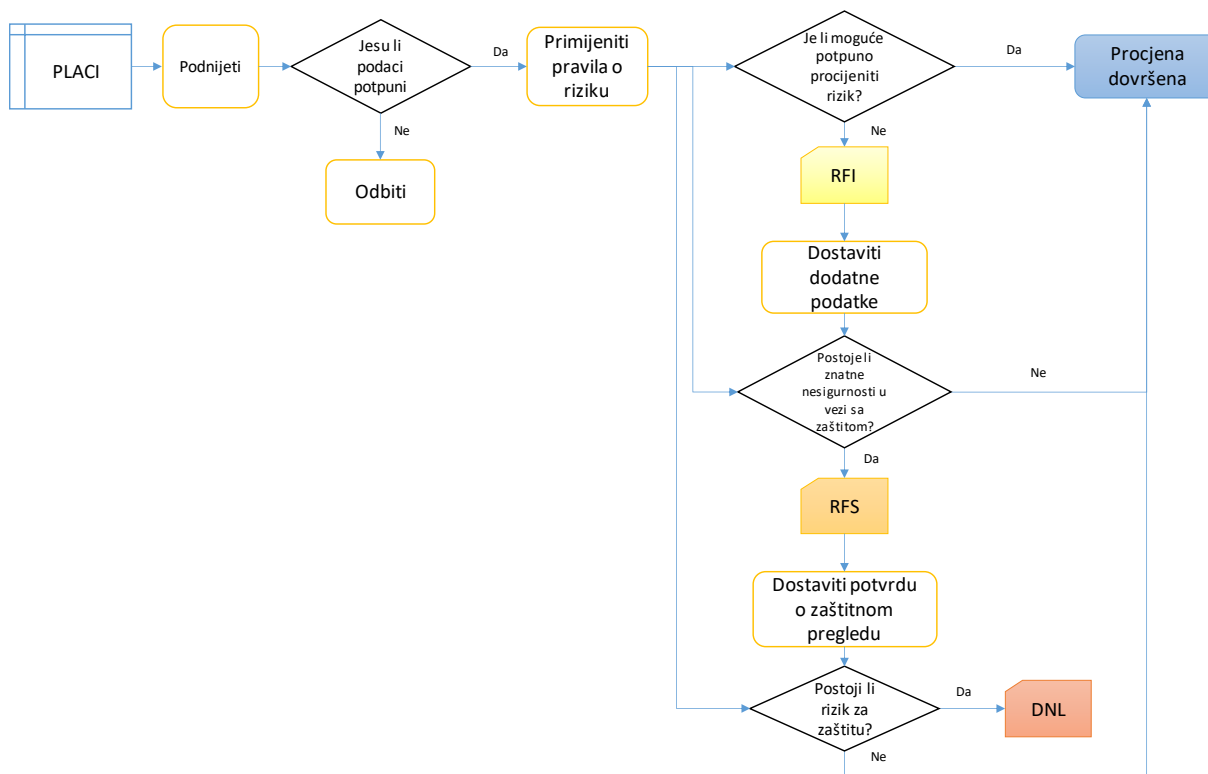 PLACI
Podnijeti
Jesu li
podaci
potpuni
Da
Ne
Odbiti
Primijeniti
pravila o
riziku
Je li moguće
potpuno
procijeniti
rizik?
Da
Procjena
dovršena
Ne
RFI
Dostaviti
dodatne
podatke
Postoje li
znatne
nesigurnosti u
vezi sa
zaštitom?
Ne
Da
RFS
Dostaviti potvrdu
o zaštitnom
pregledu
Postoji li
rizik za
zaštitu?
Da
DNL
Ne